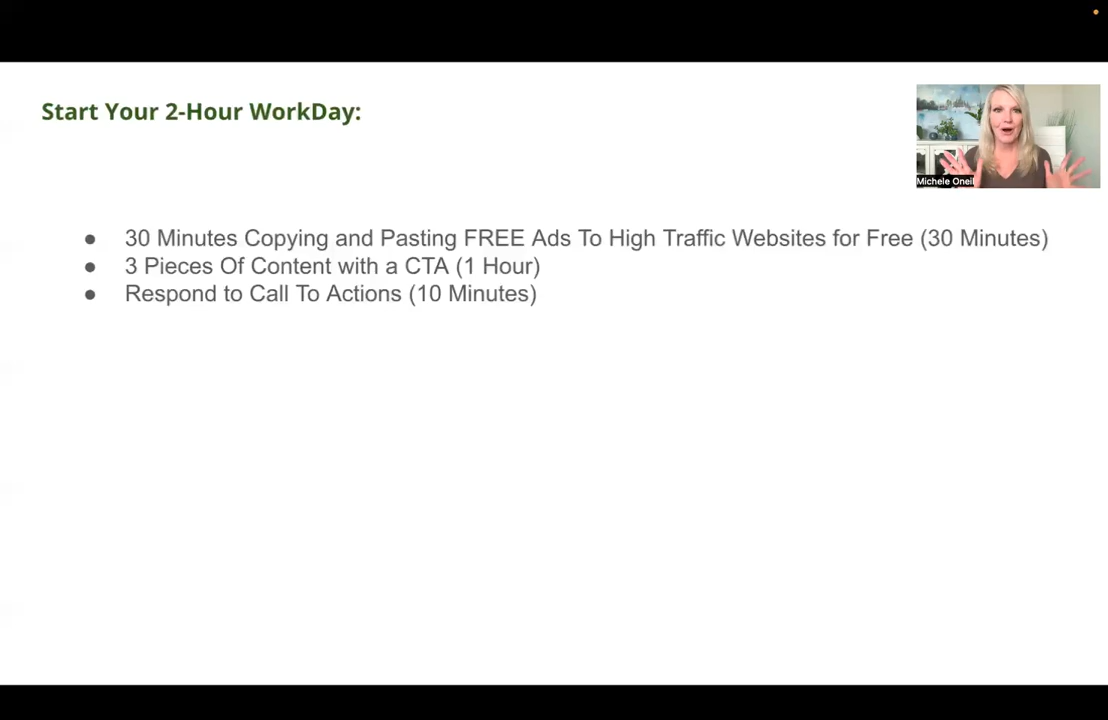 Start Your 2-Hour WorkDay:
Michele Oneil
● 30 Minutes Copying and Pasting FREE Ads To High Traffic Websites for Free (30 Minutes)
● 3 Pieces Of Content with a CTA (1 Hour)
● Respond to Call To Actions (10 Minutes)